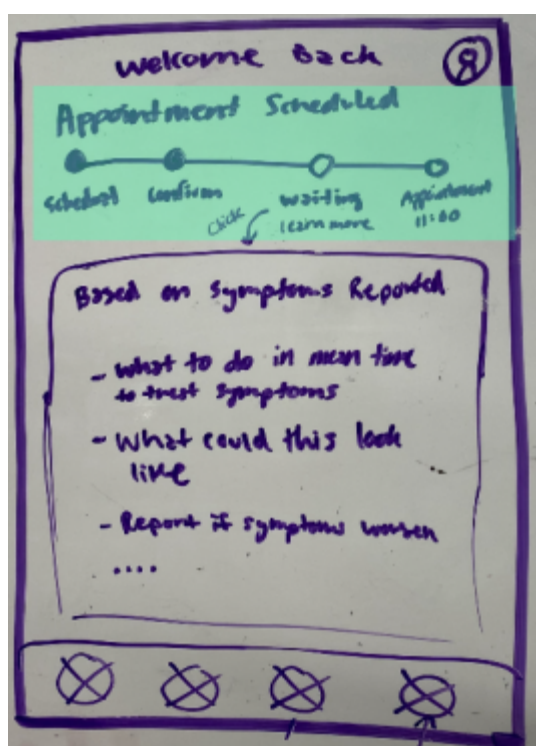 Welcome Back
Appointment Scheduled
Schedule Confirm Waiting Appointment
Click learn more 11:00
Based on Symptoms Reported
- What to do in mean time
to treat symptoms
- What could this look
like
- Report if symptoms worsen
....